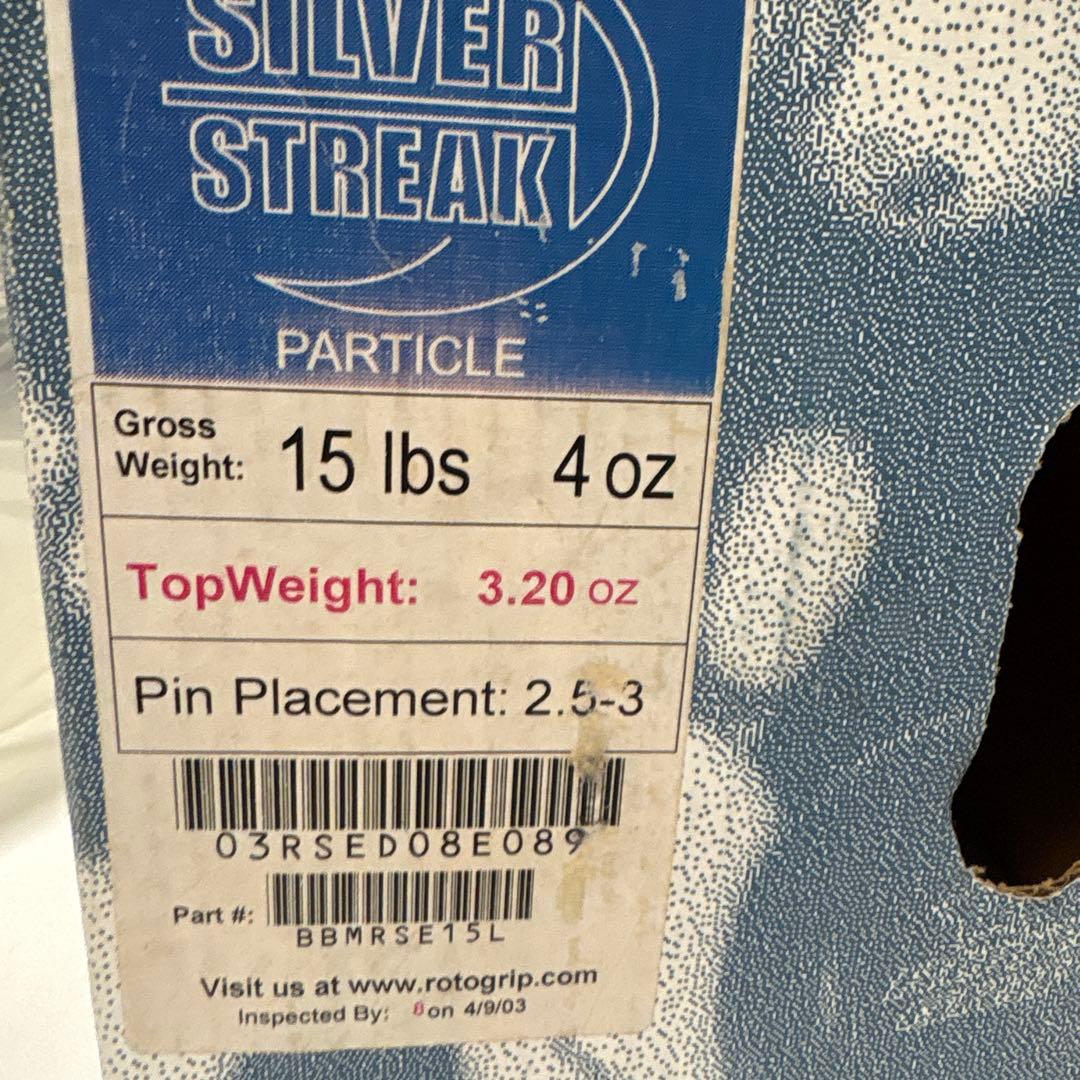 SILVER
STREAK
PARTICLE
Gross
Weight: 15 lbs 4 oz
TopWeight: 3.20 oz
Pin Placement: 2.5-3
03RSED08E089
Part #:
BBMRSE15L
Visit us at www.rotogrip.com
Inspected By: 8 on 4/9/03